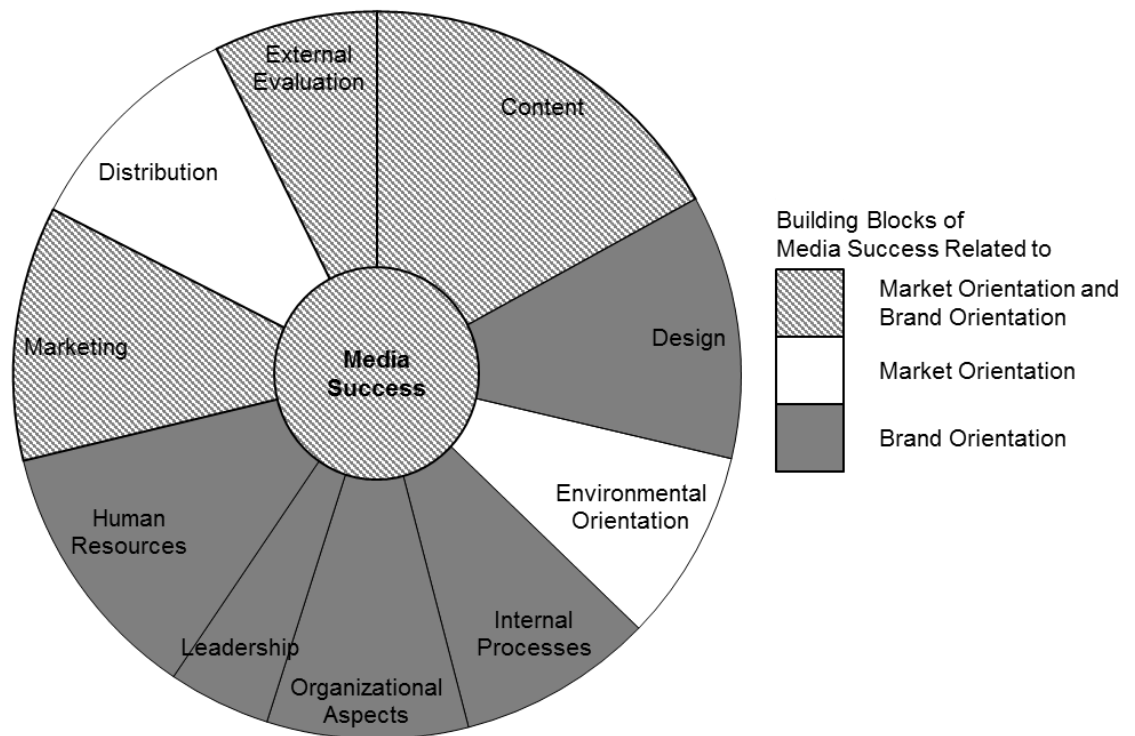 External
Evaluation
Content
Distribution
Marketing
Media
Success
Design
Environmental
Orientation
Human
Resources
Leadership
Organizational
Aspects
Internal
Processes
Building Blocks of
Media Success Related to
Market Orientation and
Brand Orientation
Market Orientation
Brand Orientation